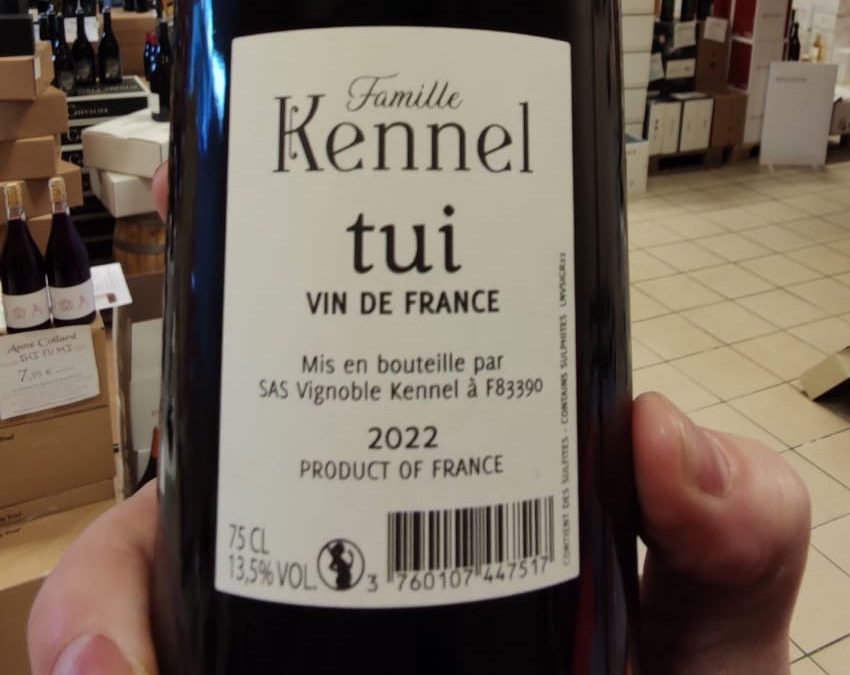 Famille
Kennel
tui
VIN DE FRANCE
Mis en bouteille par
SAS Vignoble Kennel à F83390
2022
PRODUCT OF FRANCE
75 CL
13,5% VOL.
3 760107 447517
CONTIENT DES SULFITES - CONTAINS SULPHITES
Anne Collard
7,95€